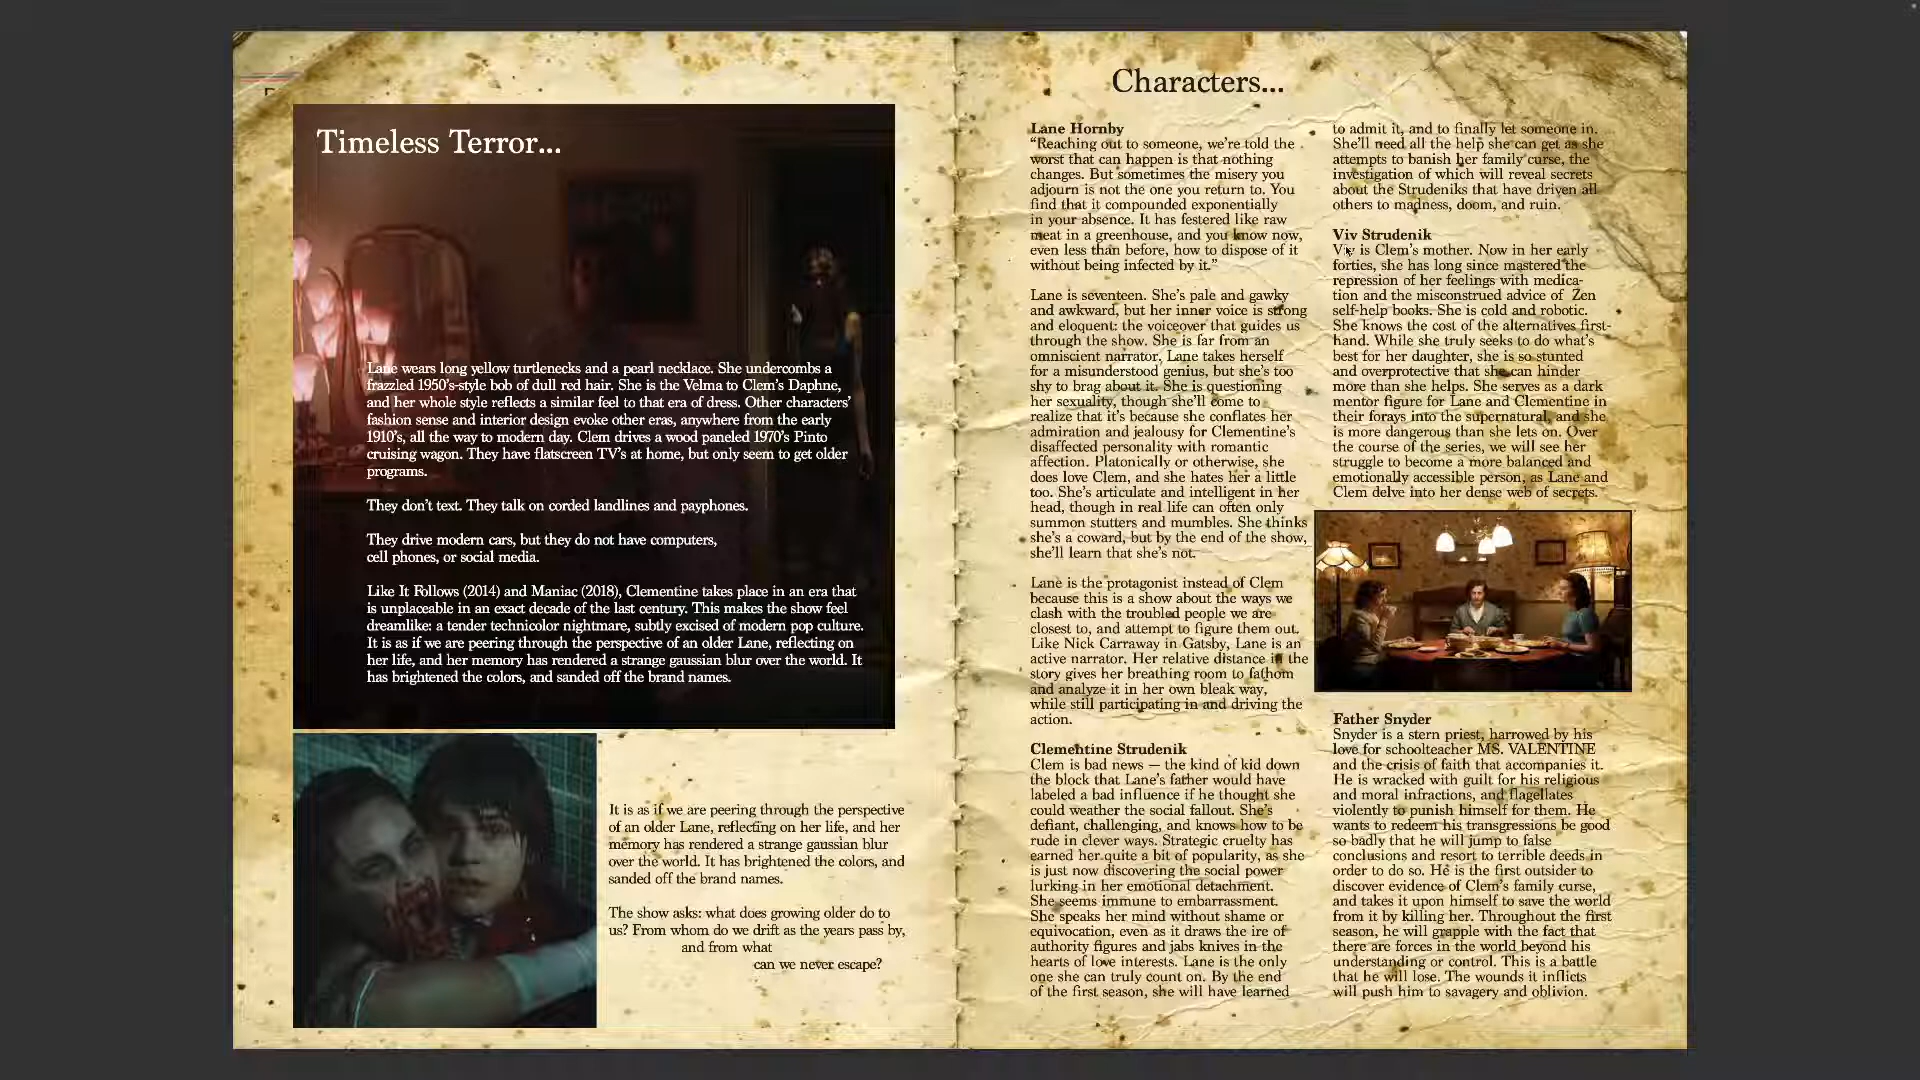 Timeless Terror...
Lane wears long yellow turtlenecks and a pearl necklace. She undercombs a
frazzled 1950's-style bob of dull red hair. She is the Velma to Clem's Daphne,
and her whole style reflects a similar feel to that era of dress. Other characters'
fashion sense and interior design evoke other eras, anywhere from the early
1910's, all the way to modern day. Clem drives a wood paneled 1970's Pinto
cruising wagon. They have flatscreen TV's at home, but only seem to get older
programs.
They don't text. They talk on corded landlines and payphones.
They drive modern cars, but they do not have computers,
cell phones, or social media.
Like It Follows (2014) and Maniac (2018), Clementine takes place in an era that
is unplaceable in an exact decade of the last century. This makes the show feel
dreamlike: a tender technicolor nightmare, subtly excised of modern pop culture.
It is as if we are peering through the perspective of an older Lane, reflecting on
her life, and her memory has rendered a strange gaussian blur over the world. It
has brightened the colors, and sanded off the brand names.
It is as if we are peering through the perspective
of an older Lane, reflecting on her life, and her
memory has rendered a strange gaussian blur
over the world. It has brightened the colors, and
sanded off the brand names.
The show asks: what does growing older do to
us? From whom do we drift as the years pass by,
and from what
can we never escape?
Characters...
Lane Hornby
“Reaching out to someone, we're told the
worst that can happen is that nothing
changes. But sometimes the misery you
adjourn is not the one you return to. You
find that it compounded exponentially
in your absence. It has festered like raw
meat in a greenhouse, and you know now,
even less than before, how to dispose of it
without being infected by it.”
Lane is seventeen. She's pale and gawky
and awkward, but her inner voice is strong
and eloquent: the voiceover that guides us
through the show. She is far from an
omniscient narrator. Lane takes herself
for a misunderstood genius, but she's too
shy to brag about it. She is questioning
her sexuality, though she'll come to
realize that it's because she conflates her
admiration and jealousy for Clementine's
disaffected personality with romantic
affection. Platonically or otherwise, she
does love Clem, and she hates her a little
too. She's articulate and intelligent in her
head, though in real life can often only
summon stutters and mumbles. She thinks
she's a coward, but by the end of the show,
she'll learn that she's not.
Lane is the protagonist instead of Clem
because this is a show about the ways we
clash with the troubled people we are
closest to, and attempt to figure them out.
Like Nick Carraway in Gatsby, Lane is an
active narrator. Her relative distance in the
story gives her breathing room to fathom
and analyze it in her own bleak way,
while still participating in and driving the
action.
Clementine Strudenik
Clem is bad news — the kind of kid down
the block that Lane's father would have
labeled a bad influence if he thought she
could weather the social fallout. She's
defiant, challenging, and knows how to be
rude in clever ways. Strategic cruelty has
earned her quite a bit of popularity, as she
is just now discovering the social power
lurking in her emotional detachment.
She seems immune to embarrassment.
She speaks her mind without shame or
equivocation, even as it draws the ire of
authority figures and jabs knives in the
hearts of love interests. Lane is the only
one she can truly count on. By the end
of the first season, she will have learned
to admit it, and to finally let someone in.
She'll need all the help she can get as she
attempts to banish her family curse, the
investigation of which will reveal secrets
about the Strudeniks that have driven all
others to madness, doom, and ruin.
Viv Strudenik
Viv is Clem's mother. Now in her early
forties, she has long since mastered the
repression of her feelings with medica-
tion and the misconstrued advice of Zen
self-help books. She is cold and robotic.
She knows the cost of the alternatives first-
hand. While she truly seeks to do what's
best for her daughter, she is so stunted
and overprotective that she can hinder
more than she helps. She serves as a dark
mentor figure for Lane and Clementine in
their forays into the supernatural, and she
is more dangerous than she lets on. Over
the course of the series, we will see her
struggle to become a more balanced and
emotionally accessible person, as Lane and
Clem delve into her dense web of secrets.
Father Snyder
Snyder is a stern priest, harrowed by his
love for schoolteacher MS. VALENTINE
and the crisis of faith that accompanies it.
He is wracked with guilt for his religious
and moral infractions, and flagellates
violently to punish himself for them. He
wants to redeem his transgressions be good
so badly that he will jump to false
conclusions and resort to terrible deeds in
order to do so. He is the first outsider to
discover evidence of Clem's family curse,
and takes it upon himself to save the world
from it by killing her. Throughout the first
season, he will grapple with the fact that
there are forces in the world beyond his
understanding or control. This is a battle
that he will lose. The wounds it inflicts
will push him to savagery and oblivion.